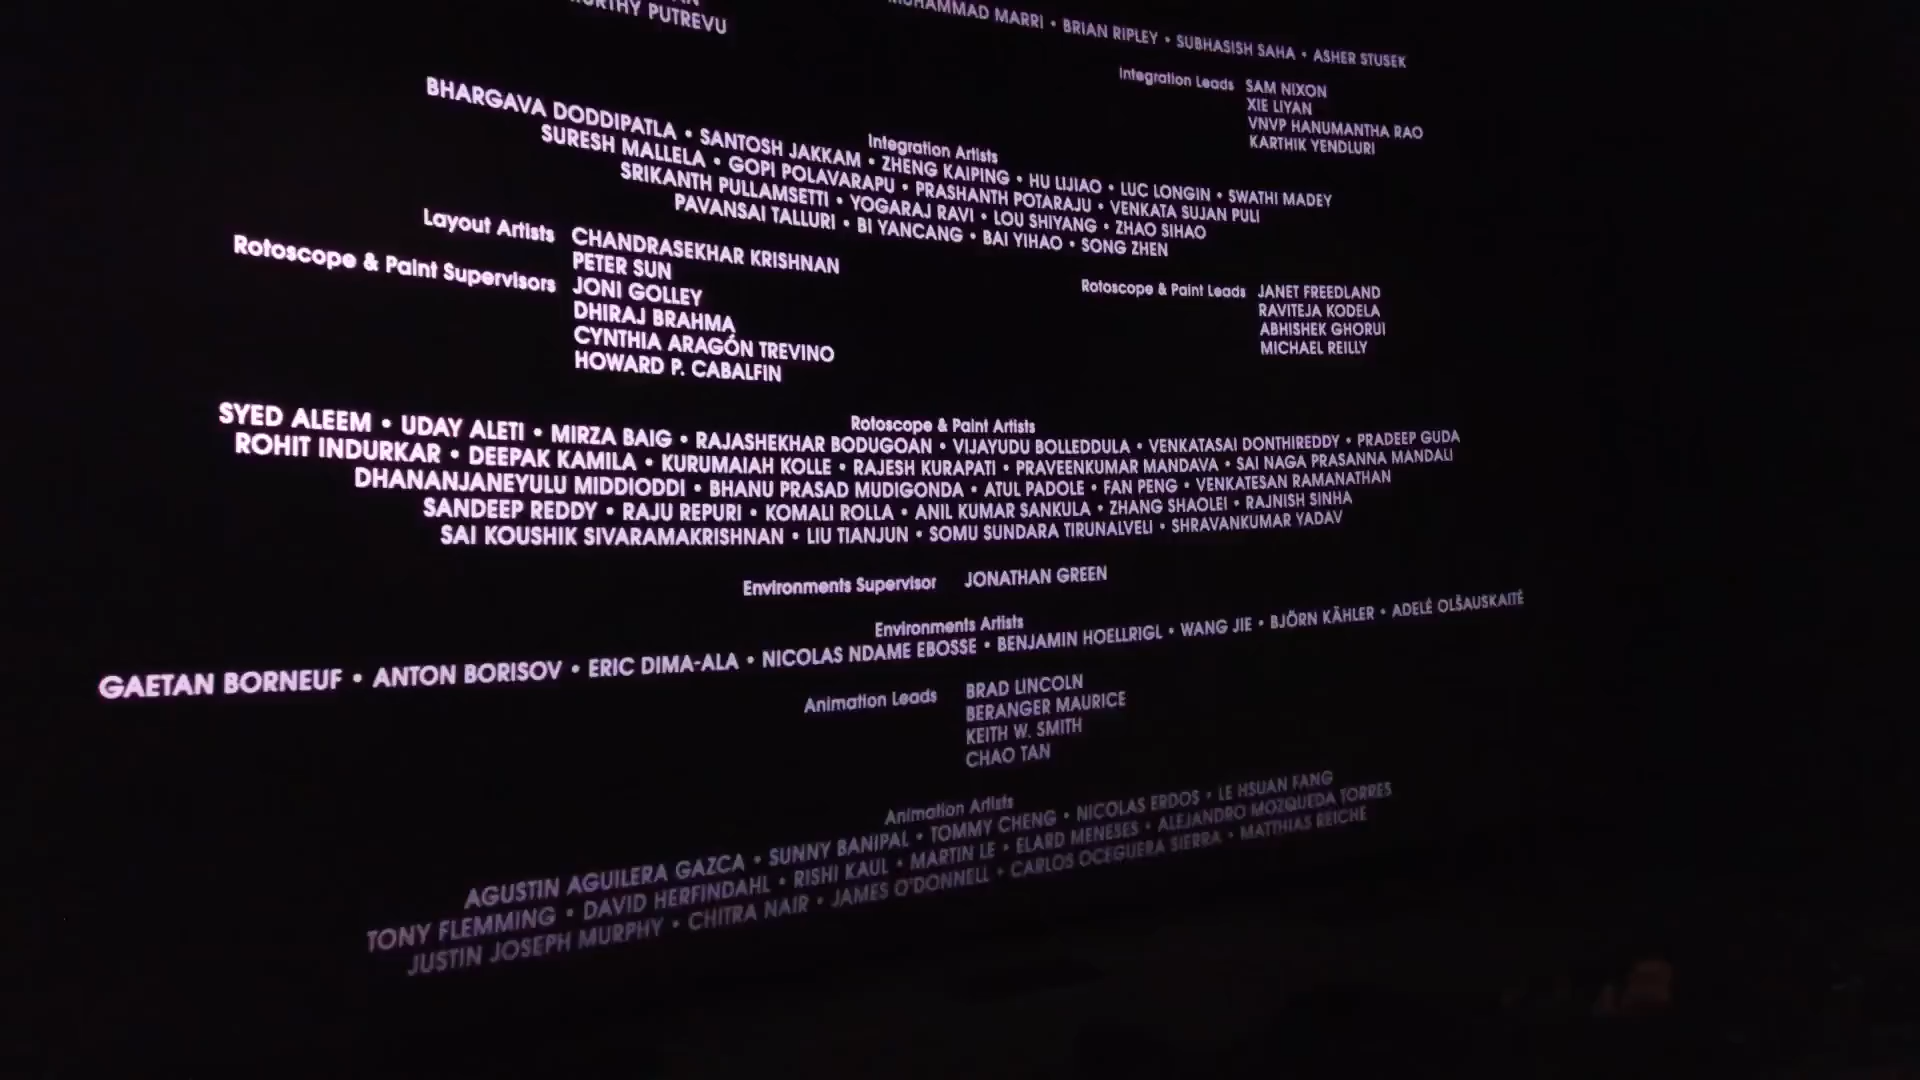 PUTREVU
MUHAMMAD MARRI • BRIAN RIPLEY • SUBHASISH SAHA • ASHER STUSEK
Integration Leads SAM NIXON
XIE LIYAN
VNVP HANUMANTHA RAO
KARTHIK YENDLURI
Integration Artists
BHARGAVA DODDIPATLA • SANTOSH JAKKAM • ZHENG KAIPING • HU LIJIAO • LUC LONGIN • SWATHI MADEY
SURESH MALLELA • GOPI POLAVARAPU • PRASHANTH POTARAJU • VENKATA SUJAN PULI
SRIKANTH PULLAMSETTI • YOGARAJ RAVI • LOU SHIYANG • ZHAO SIHAO
PAVANSAI TALLURI • BI YANCANG • BAI YIHAO • SONG ZHEN
Layout Artists CHANDRASEKHAR KRISHNAN
PETER SUN
Rotoscope & Paint Supervisors JONI GOLLEY
DHIRAJ BRAHMA
CYNTHIA ARAGÓN TREVINO
HOWARD P. CABALFIN
Rotoscope & Paint Leads JANET FREEDLAND
RAVITEJA KODELA
ABHISHEK GHORUI
MICHAEL REILLY
Rotoscope & Paint Artists
SYED ALEEM • UDAY ALETI • MIRZA BAIG • RAJASHEKHAR BODUGOAN • VIJAYUDU BOLLEDDULA • VENKATASAI DONTHIREDDY • PRADEEP GUDA
ROHIT INDURKAR • DEEPAK KAMILA • KURUMAIAH KOLLE • RAJESH KURAPATI • PRAVEENKUMAR MANDAVA • SAI NAGA PRASANNA MANDALI
DHANANJANEYULU MIDDIODDI • BHANU PRASAD MUDIGONDA • ATUL PADOLE • FAN PENG • VENKATESAN RAMANATHAN
SANDEEP REDDY • RAJU REPURI • KOMALI ROLLA • ANIL KUMAR SANKULA • ZHANG SHAOLEI • RAJNISH SINHA
SAI KOUSHIK SIVARAMAKRISHNAN • LIU TIANJUN • SOMU SUNDARA TIRUNALVELI • SHRAVANKUMAR YADAV
Environments Supervisor JONATHAN GREEN
Environments Artists
GAETAN BORNEUF • ANTON BORISOV • ERIC DIMA-ALA • NICOLAS NDAME EBOSSE • BENJAMIN HOELLRIGL • WANG JIE • BJÖRN KÄHLER • ADELĖ OLŠAUSKAITĖ
Animation Leads BRAD LINCOLN
BERANGER MAURICE
KEITH W. SMITH
CHAO TAN
Animation Artists
AGUSTIN AGUILERA GAZCA • SUNNY BANIPAL • TOMMY CHENG • NICOLAS ERDOS • LE HSUAN FANG
TONY FLEMMING • DAVID HERFINDAHL • RISHI KAUL • MARTIN LE • ELARD MENESES • ALEJANDRO MOZQUEDA TORRES
JUSTIN JOSEPH MURPHY • CHITRA NAIR • JAMES O'DONNELL • CARLOS OCEGUERA SIERRA • MATTHIAS REICHE